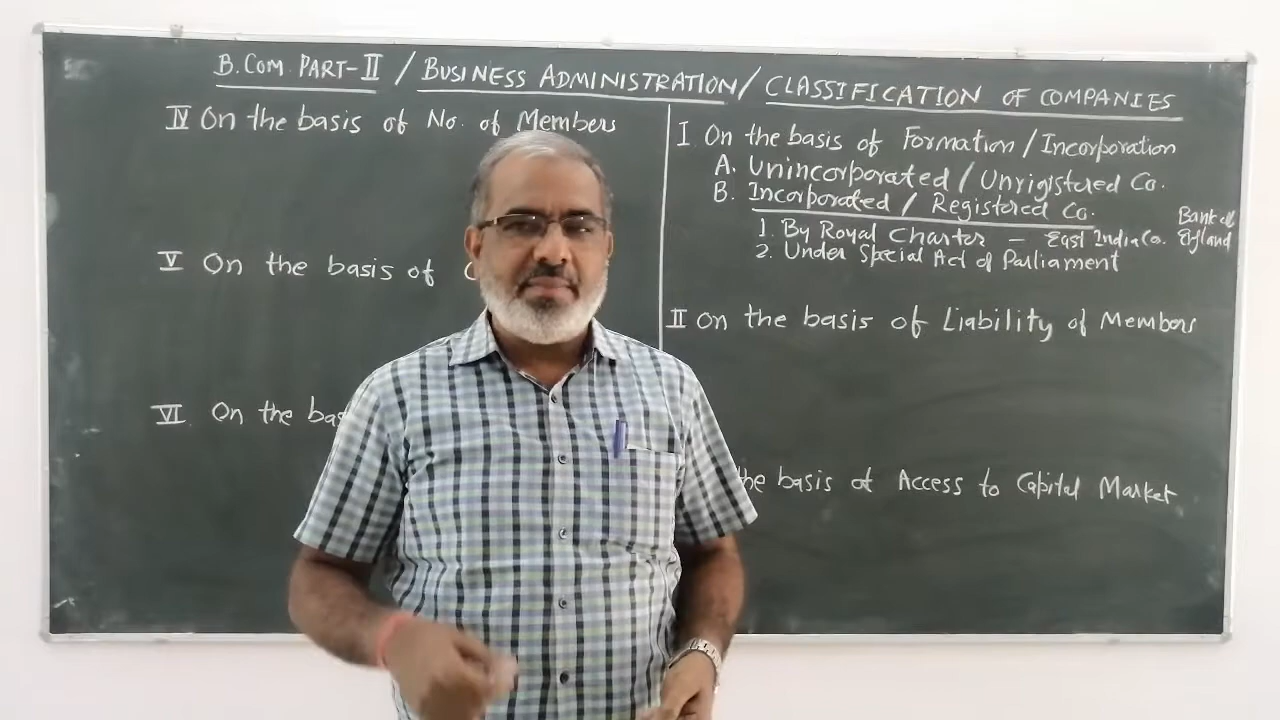 B.COM. PART-II / BUSINESS ADMINISTRATION / CLASSIFICATION OF COMPANIES
IV On the basis of No. of Members
V On the basis of
VI. On the
I On the basis of Formation / Incorporation
A. Unincorporated / Unrigistered Co.
B. Incorporated / Registered Co.
1. By Royal Charter – East India Co. Bank of England
2. Under Special Act of Parliament
II On the basis of Liability of Members
the basis of Access to Capital Market